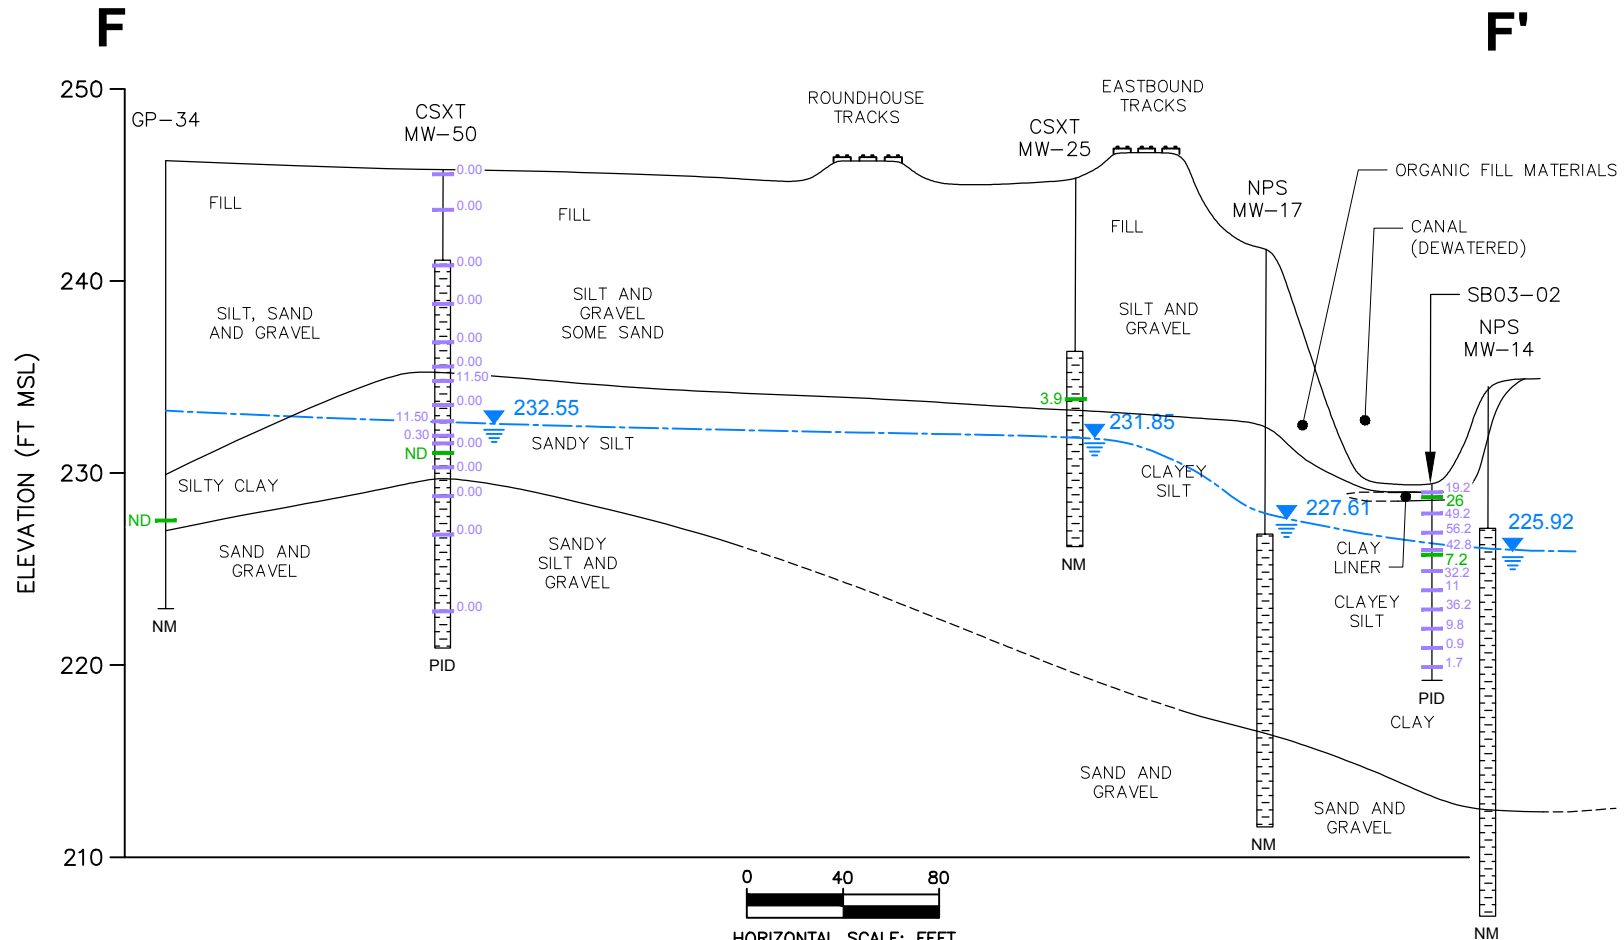 F
F'
250
240
230
220
210
ELEVATION (FT MSL)
GP-34
CSXT
MW-50
ROUNDHOUSE
TRACKS
EASTBOUND
TRACKS
CSXT
MW-25
NPS
MW-17
ORGANIC FILL MATERIALS
CANAL
(DEWATERED)
SB03-02
NPS
MW-14
FILL
FILL
FILL
SILT, SAND
AND GRAVEL
SILT AND
GRAVEL
SOME SAND
SILT AND
GRAVEL
0.00
0.00
0.00
0.00
0.00
0.00
11.50
0.00
11.50
0.30
0.00
ND
0.00
0.00
0.00
0.00
232.55
SANDY SILT
3.9
231.85
CLAYEY
SILT
227.61
225.92
SILTY CLAY
ND
SAND AND
GRAVEL
SANDY
SILT AND
GRAVEL
NM
PID
NM
19.2
26
49.2
56.2
42.8
7.2
32.2
11
36.2
9.8
0.9
1.7
CLAY
LINER
CLAYEY
SILT
PID
CLAY
SAND AND
GRAVEL
SAND AND
GRAVEL
NM
NM
0 40 80
HORIZONTAL SCALE: FEET